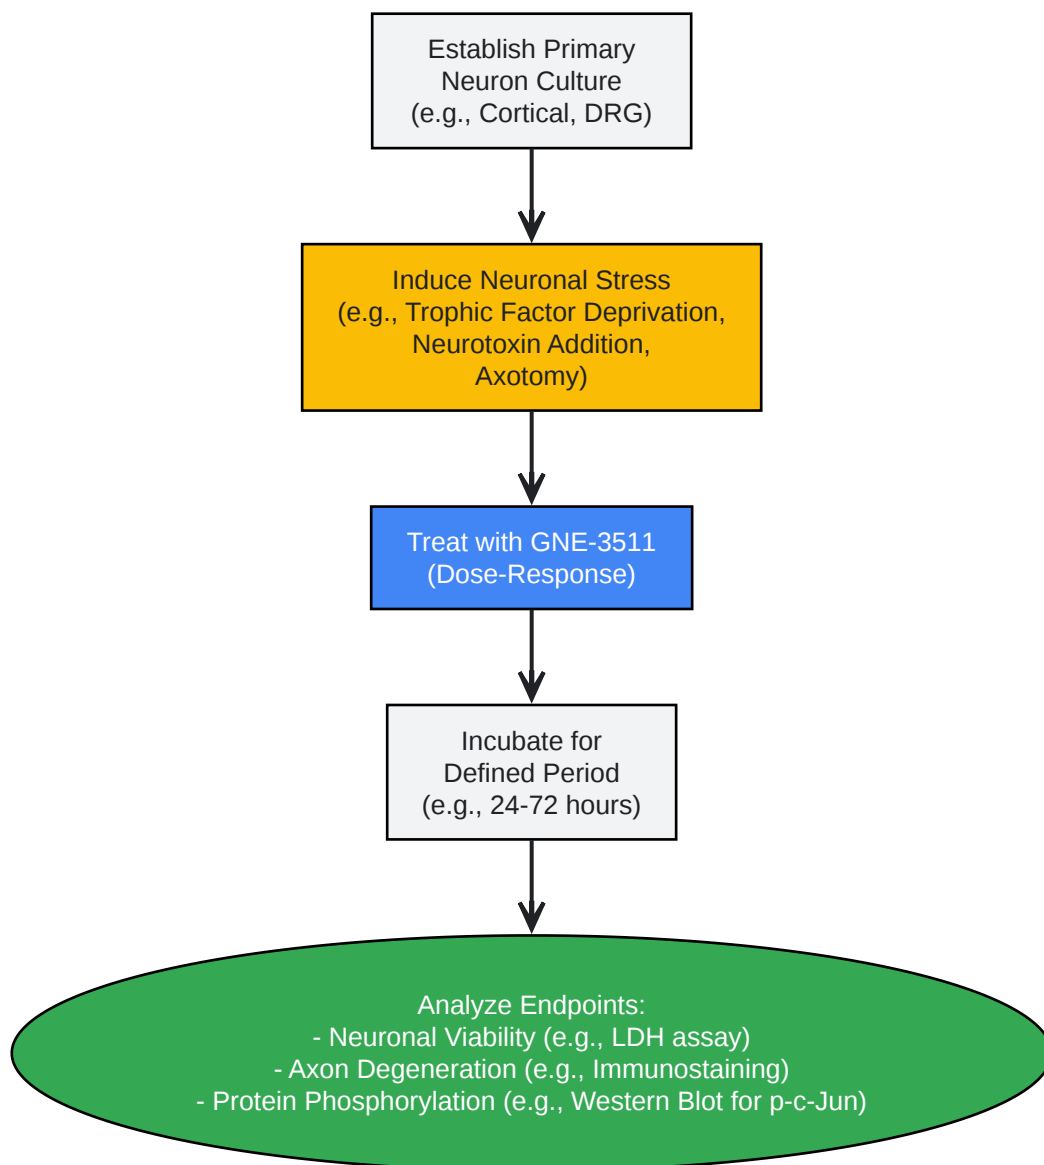 Establish Primary
Neuron Culture
(e.g., Cortical, DRG)
Induce Neuronal Stress
(e.g., Trophic Factor Deprivation,
Neurotoxin Addition,
Axotomy)
Treat with GNE-3511
(Dose-Response)
Incubate for
Defined Period
(e.g., 24-72 hours)
Analyze Endpoints:
- Neuronal Viability (e.g., LDH assay)
- Axon Degeneration (e.g., Immunostaining)
- Protein Phosphorylation (e.g., Western Blot for p-c-Jun)